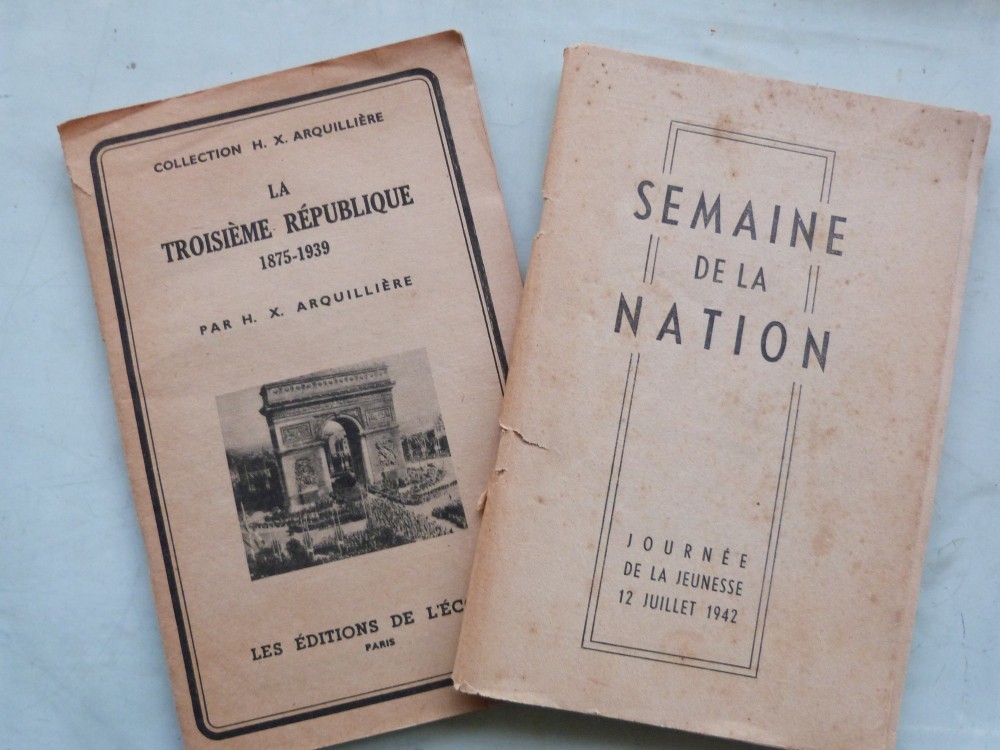 COLLECTION H. X. ARQUILLIÈRE
LA
TROISIÈME RÉPUBLIQUE
1875-1939
PAR H. X. ARQUILLIÈRE
LES ÉDITIONS DE L'ÉC
PARIS
SEMAINE
DE LA
NATION
JOURNÉE
DE LA JEUNESSE
12 JUILLET 1942